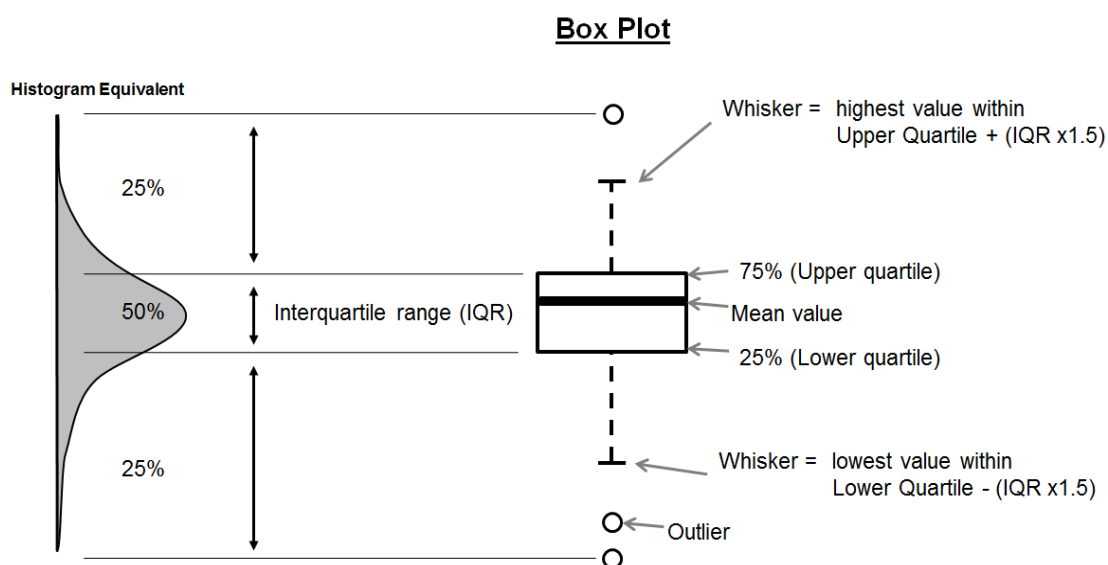 Box Plot
Histogram Equivalent
Whisker = highest value within
Upper Quartile + (IQR x1.5)
25%
75% (Upper quartile)
50%
Interquartile range (IQR)
Mean value
25% (Lower quartile)
25%
Whisker = lowest value within
Lower Quartile - (IQR x1.5)
Outlier